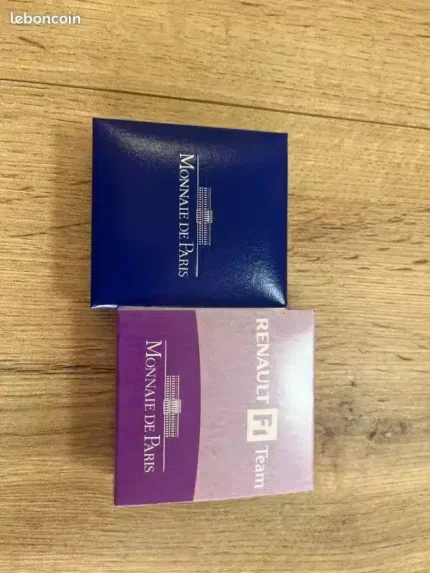 leboncoin
MONNAIE DE PARIS
RENAULT F1 Team
MONNAIE DE PARIS